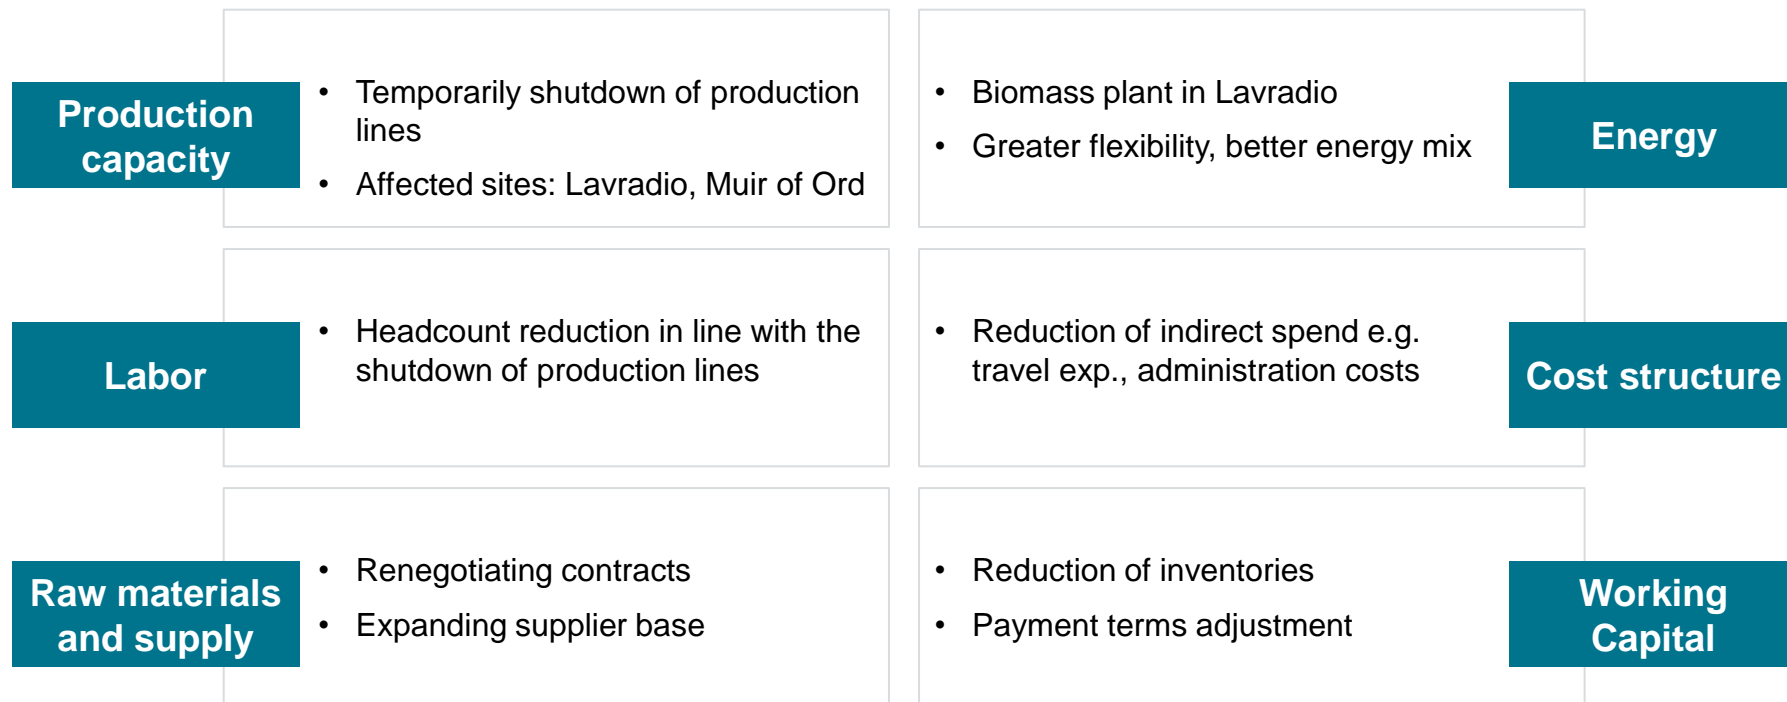 Production
capacity
• Temporarily shutdown of production
lines
• Affected sites: Lavradio, Muir of Ord
• Biomass plant in Lavradio
• Greater flexibility, better energy mix
Energy
Labor
• Headcount reduction in line with the
shutdown of production lines
• Reduction of indirect spend e.g.
travel exp., administration costs
Cost structure
Raw materials
and supply
• Renegotiating contracts
• Expanding supplier base
• Reduction of inventories
• Payment terms adjustment
Working
Capital